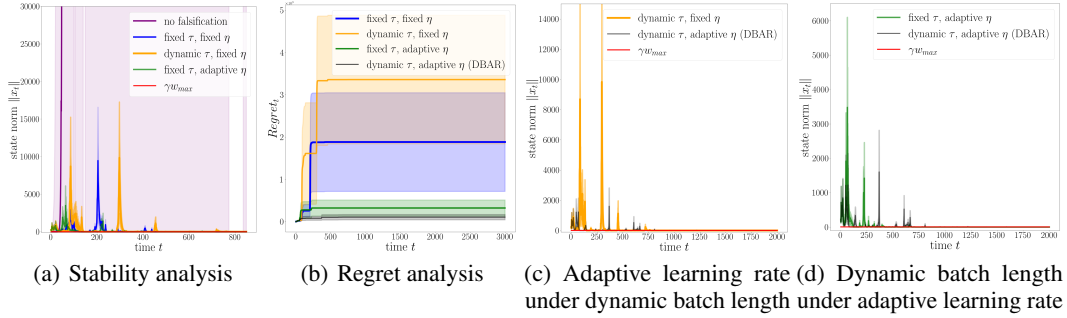 no falsification
fixed τ, fixed η
dynamic τ, fixed η
fixed τ, adaptive η
γw_max
30000
25000
20000
15000
10000
5000
0
state norm ||x_t||
0 200 400 600 800
time t
(a) Stability analysis
fixed τ, fixed η
dynamic τ, fixed η
fixed τ, adaptive η
dynamic τ, adaptive η (DBAR)
5
4
3
2
1
0
Regret_t
0 500 1000 1500 2000 2500 3000
time t
(b) Regret analysis
dynamic τ, fixed η
dynamic τ, adaptive η (DBAR)
γw_max
14000
12000
10000
8000
6000
4000
2000
0
state norm ||x_t||
0 250 500 750 1000 1250 1500 1750 2000
time t
(c) Adaptive learning rate
under dynamic batch length
fixed τ, adaptive η
dynamic τ, adaptive η (DBAR)
γw_max
6000
5000
4000
3000
2000
1000
0
state norm ||x_t||
0 250 500 750 1000 1250 1500 1750 2000
time t
(d) Dynamic batch length
under adaptive learning rate